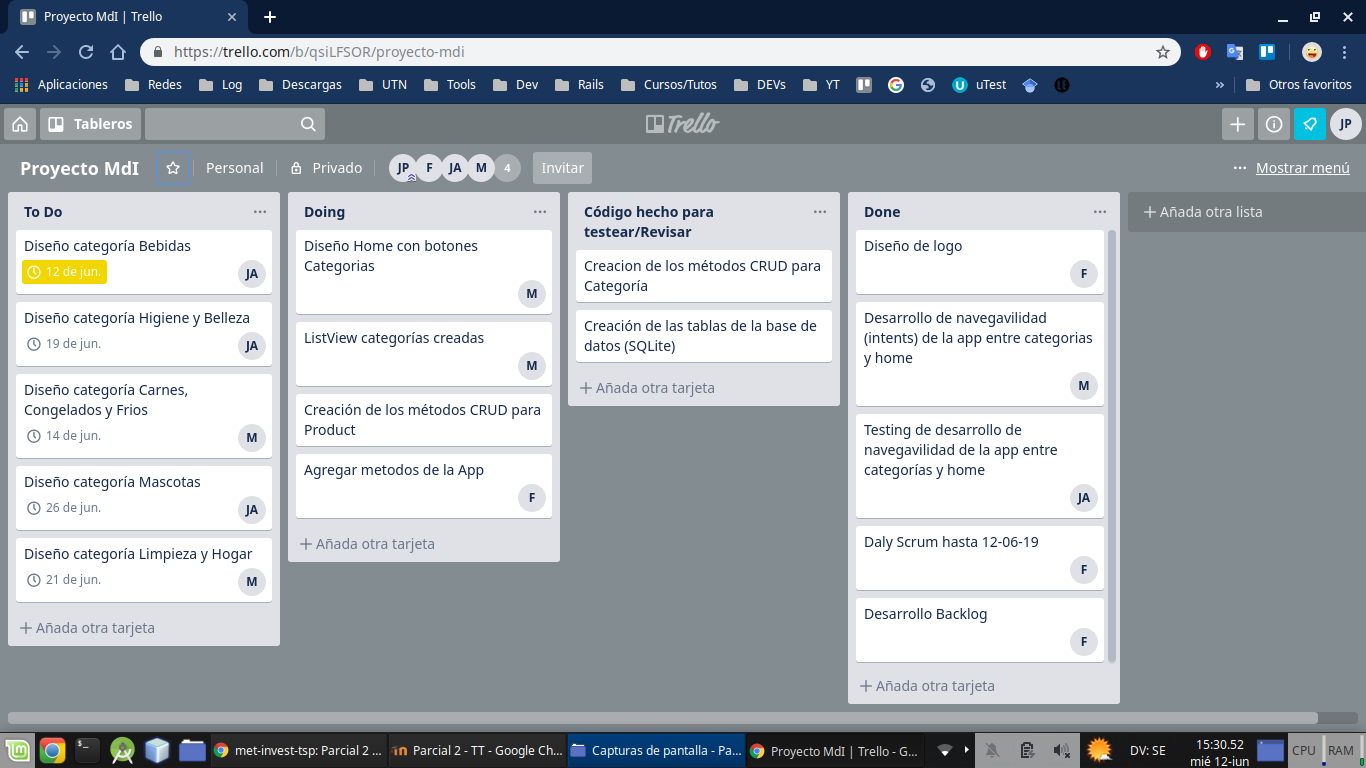 Proyecto MdI | Trello
https://trello.com/b/qsiLFSOR/proyecto-mdi
Aplicaciones Redes Log Descargas UTN Tools Dev Rails Cursos/Tutos DEVs YT uTest » Otros favoritos
Tableros Trello JP
Proyecto MdI Personal Privado JP F JA M 4 Invitar ... Mostrar menú
To Do
Diseño categoría Bebidas
12 de jun.
JA
Diseño categoría Higiene y Belleza
19 de jun.
JA
Diseño categoría Carnes,
Congelados y Frios
14 de jun.
M
Diseño categoría Mascotas
26 de jun.
JA
Diseño categoría Limpieza y Hogar
21 de jun.
M
Añada otra tarjeta
Doing
Diseño Home con botones
Categorias
M
ListView categorías creadas
M
Creación de los métodos CRUD para
Product
Agregar metodos de la App
F
Añada otra tarjeta
Código hecho para
testear/Revisar
Creacion de los métodos CRUD para
Categoría
Creación de las tablas de la base de
datos (SQLite)
Añada otra tarjeta
Done
Diseño de logo
F
Desarrollo de navegavilidad
(intents) de la app entre categorias
y home
M
Testing de desarrollo de
navegavilidad de la app entre
categorías y home
JA
Daly Scrum hasta 12-06-19
F
Desarrollo Backlog
F
Añada otra tarjeta
Añada otra lista
met-invest-tsp: Parcial 2 ... Parcial 2 - TT - Google Ch... Capturas de pantalla - Pa... Proyecto MdI | Trello - G... DV: SE 15:30.52 CPU RAM
mié 12-jun